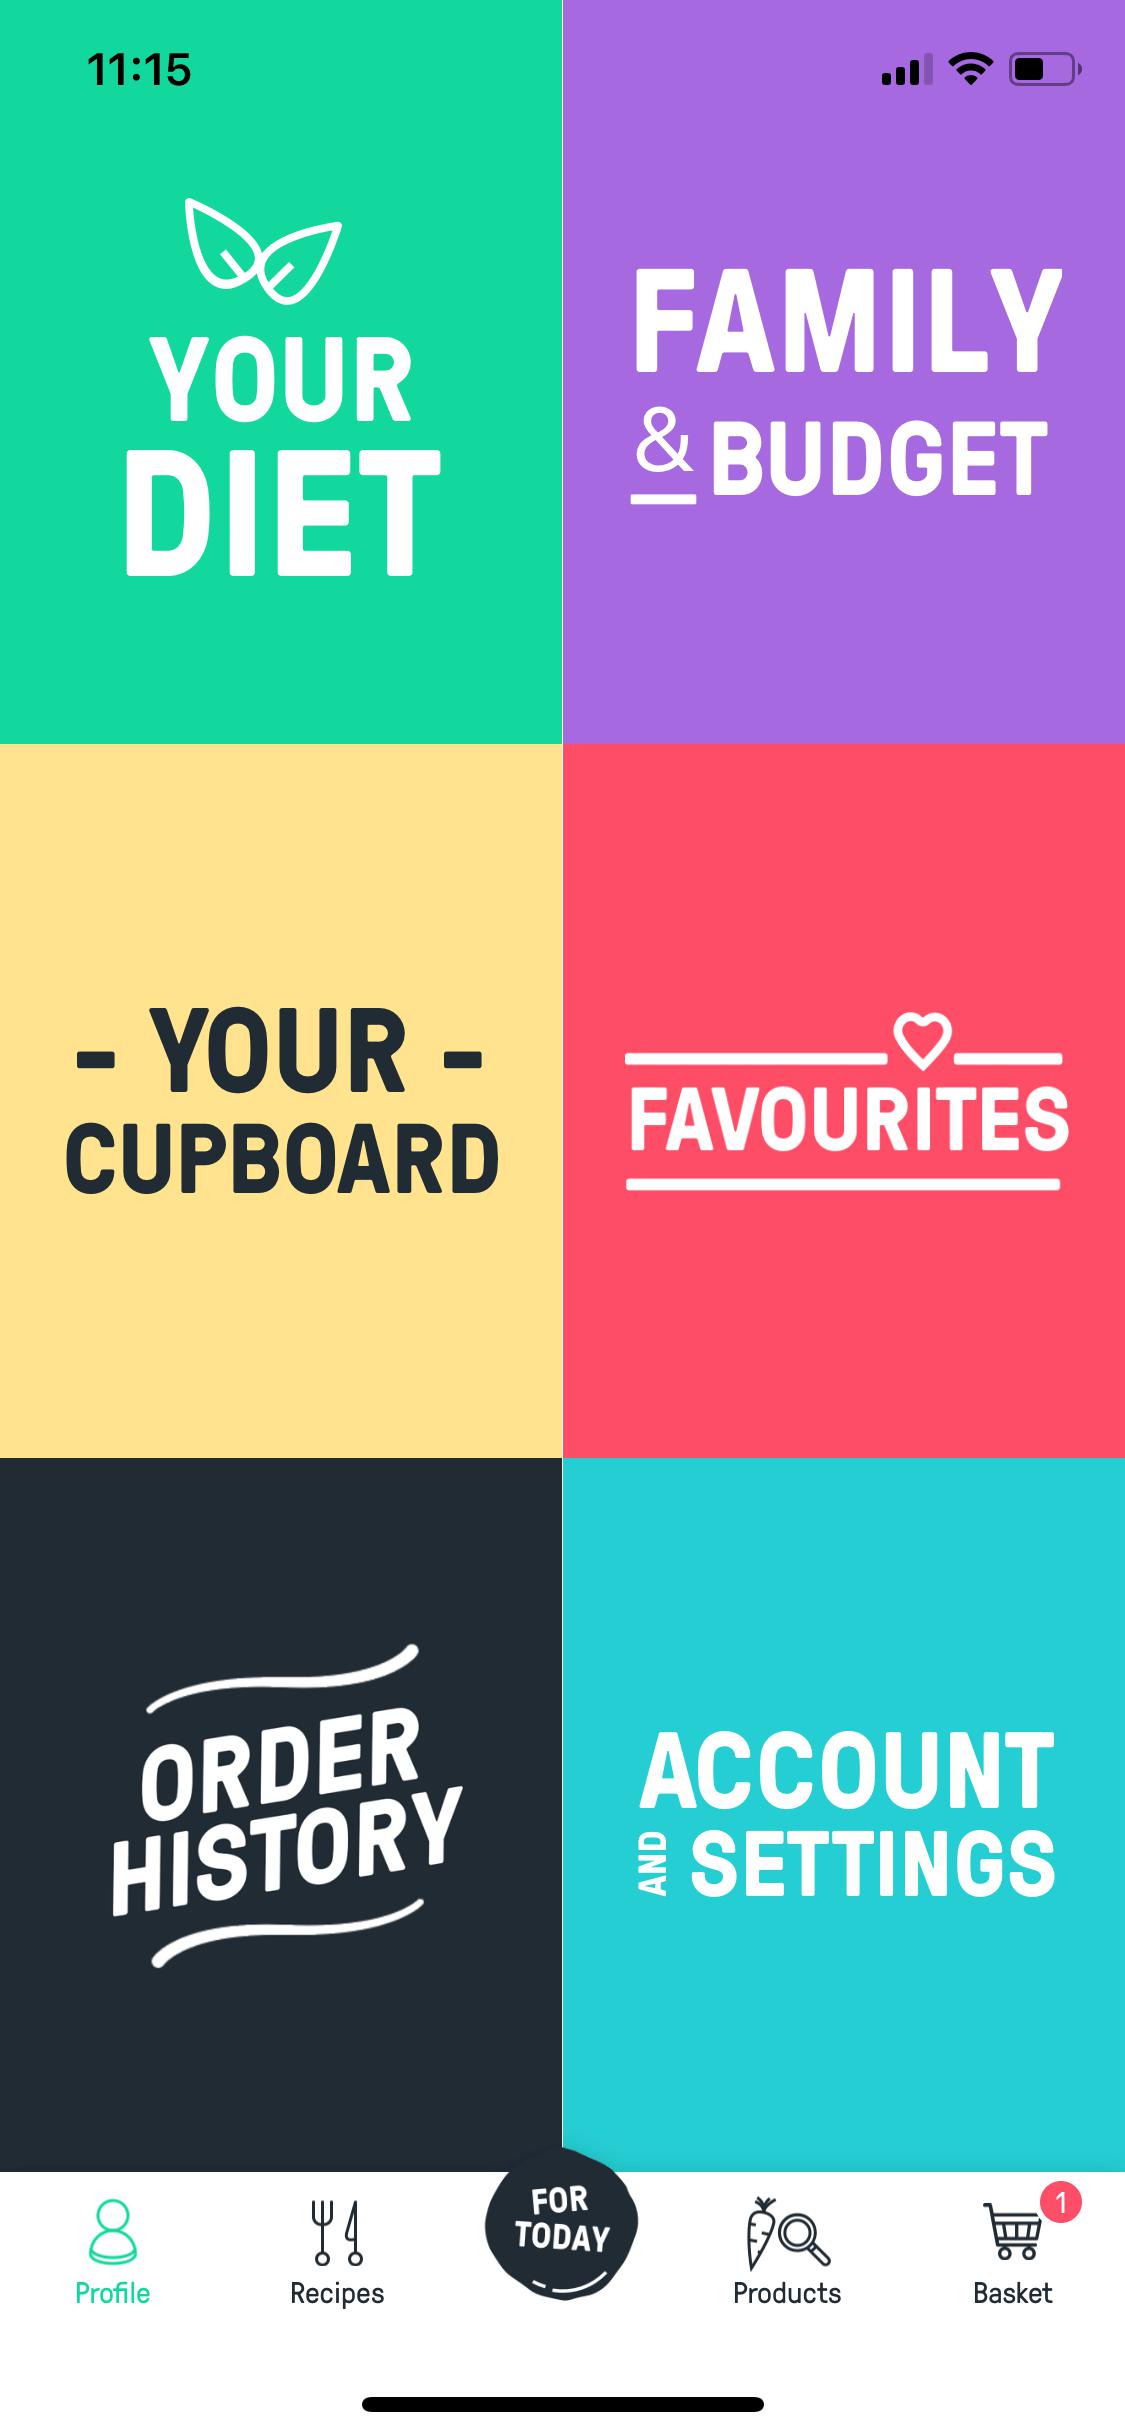 11:15
YOUR
DIET
FAMILY
& BUDGET
- YOUR -
CUPBOARD
FAVOURITES
ORDER
HISTORY
ACCOUNT
AND SETTINGS
FOR
TODAY
Profile
Recipes
Products
1
Basket